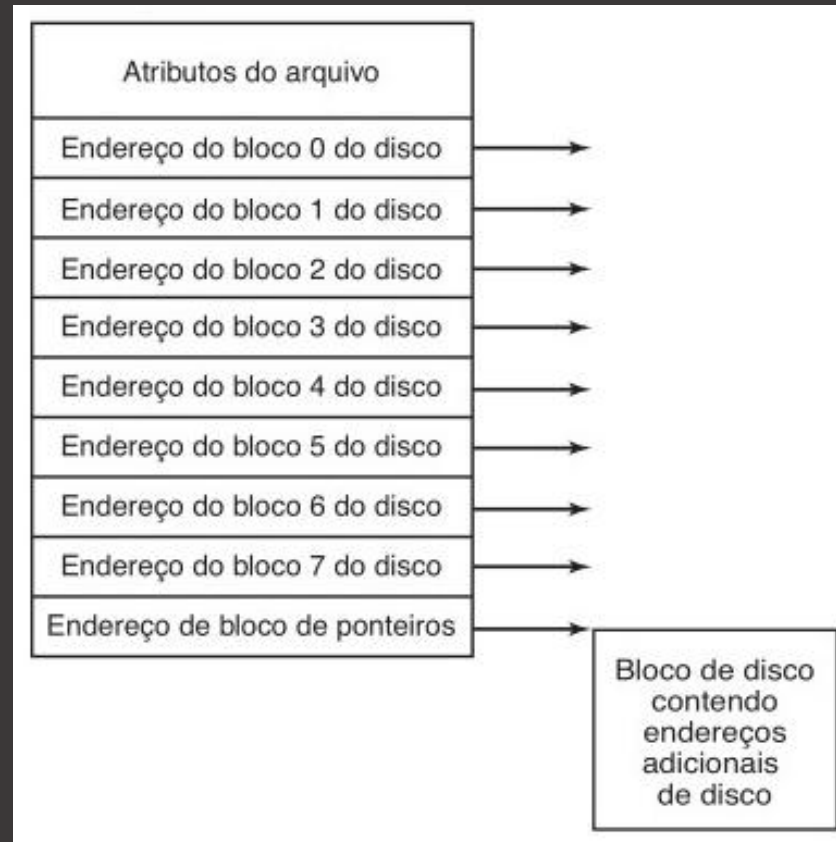 Atributos do arquivo
Endereço do bloco 0 do disco
Endereço do bloco 1 do disco
Endereço do bloco 2 do disco
Endereço do bloco 3 do disco
Endereço do bloco 4 do disco
Endereço do bloco 5 do disco
Endereço do bloco 6 do disco
Endereço do bloco 7 do disco
Endereço de bloco de ponteiros
Bloco de disco
contendo
endereços
adicionais
de disco